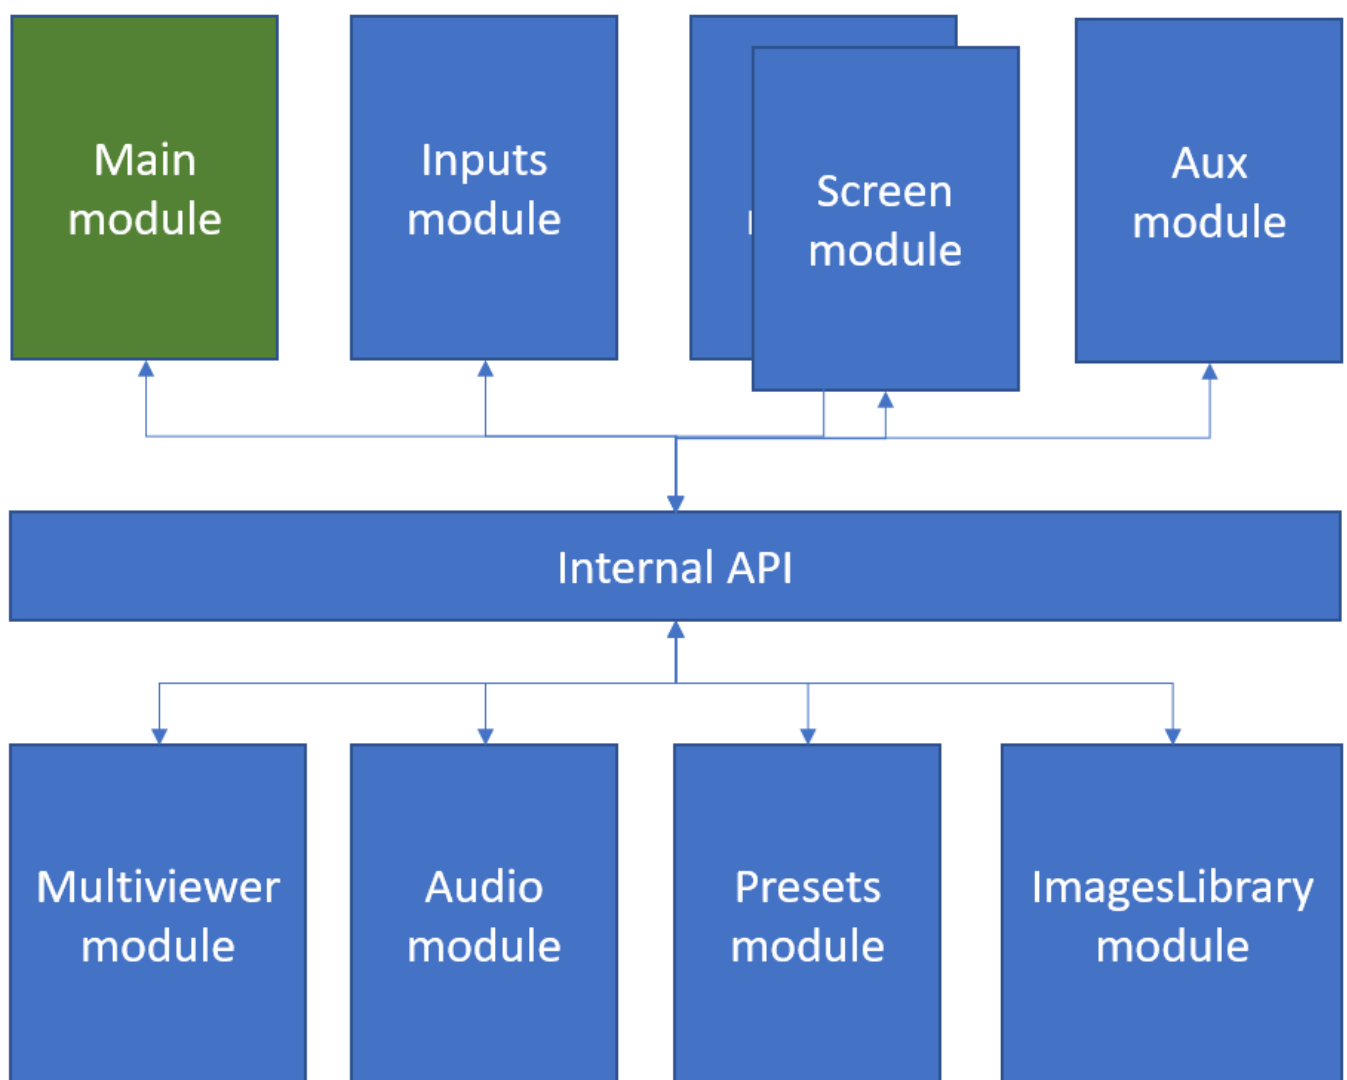 Main
module
Inputs
module
Screen
module
Aux
module
Internal API
Multiviewer
module
Audio
module
Presets
module
ImagesLibrary
module